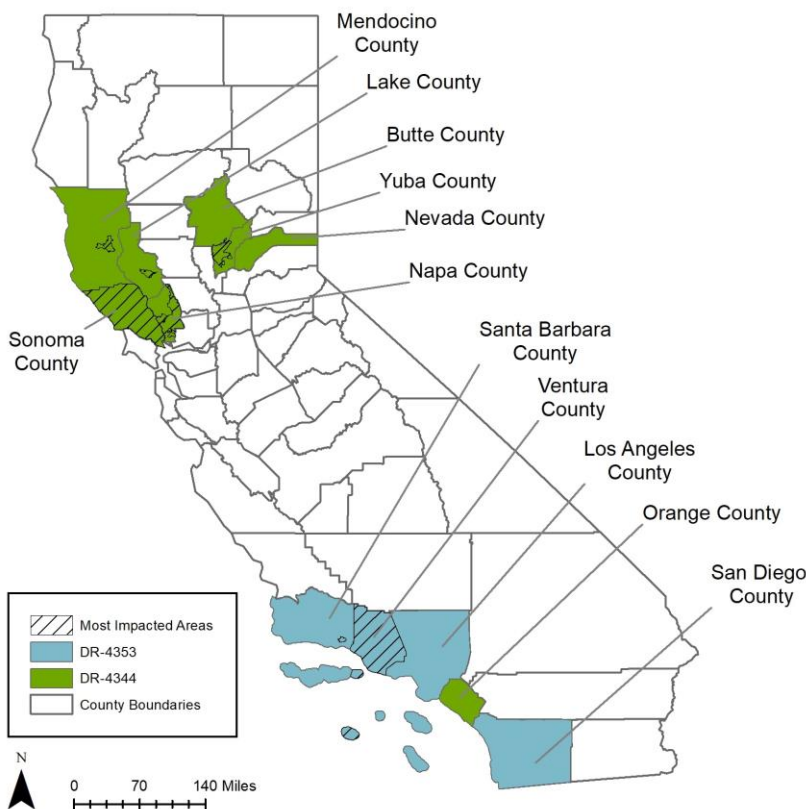 Mendocino
County
Lake County
Butte County
Yuba County
Nevada County
Napa County
Sonoma
County
Santa Barbara
County
Ventura
County
Los Angeles
County
Orange County
San Diego
County
Most Impacted Areas
DR-4353
DR-4344
County Boundaries
N
0 70 140 Miles